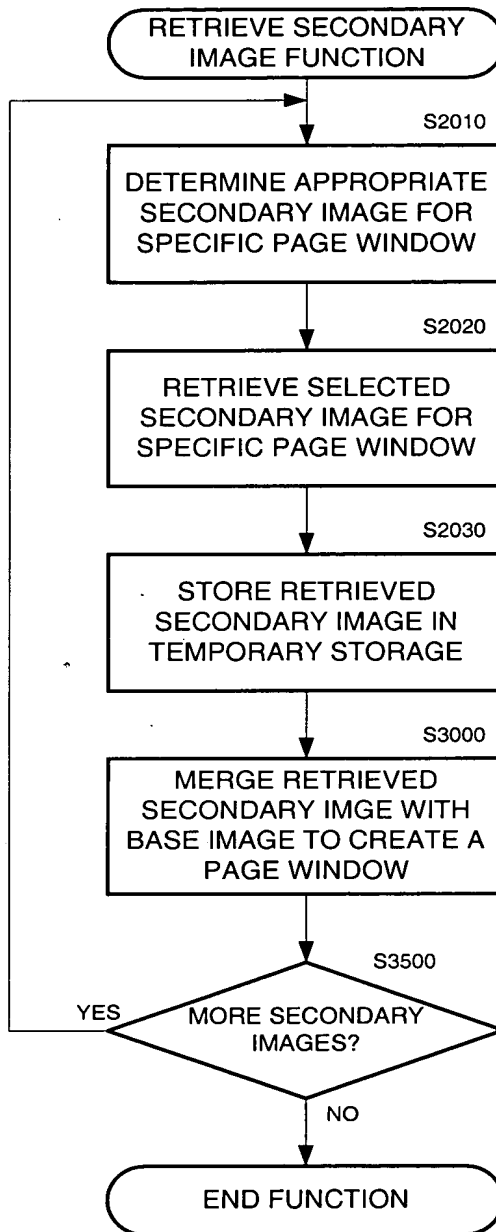 RETRIEVE SECONDARY
IMAGE FUNCTION
S2010
DETERMINE APPROPRIATE
SECONDARY IMAGE FOR
SPECIFIC PAGE WINDOW
S2020
RETRIEVE SELECTED
SECONDARY IMAGE FOR
SPECIFIC PAGE WINDOW
S2030
STORE RETRIEVED
SECONDARY IMAGE IN
TEMPORARY STORAGE
S3000
MERGE RETRIEVED
SECONDARY IMGE WITH
BASE IMAGE TO CREATE A
PAGE WINDOW
S3500
YES
MORE SECONDARY
IMAGES?
NO
END FUNCTION